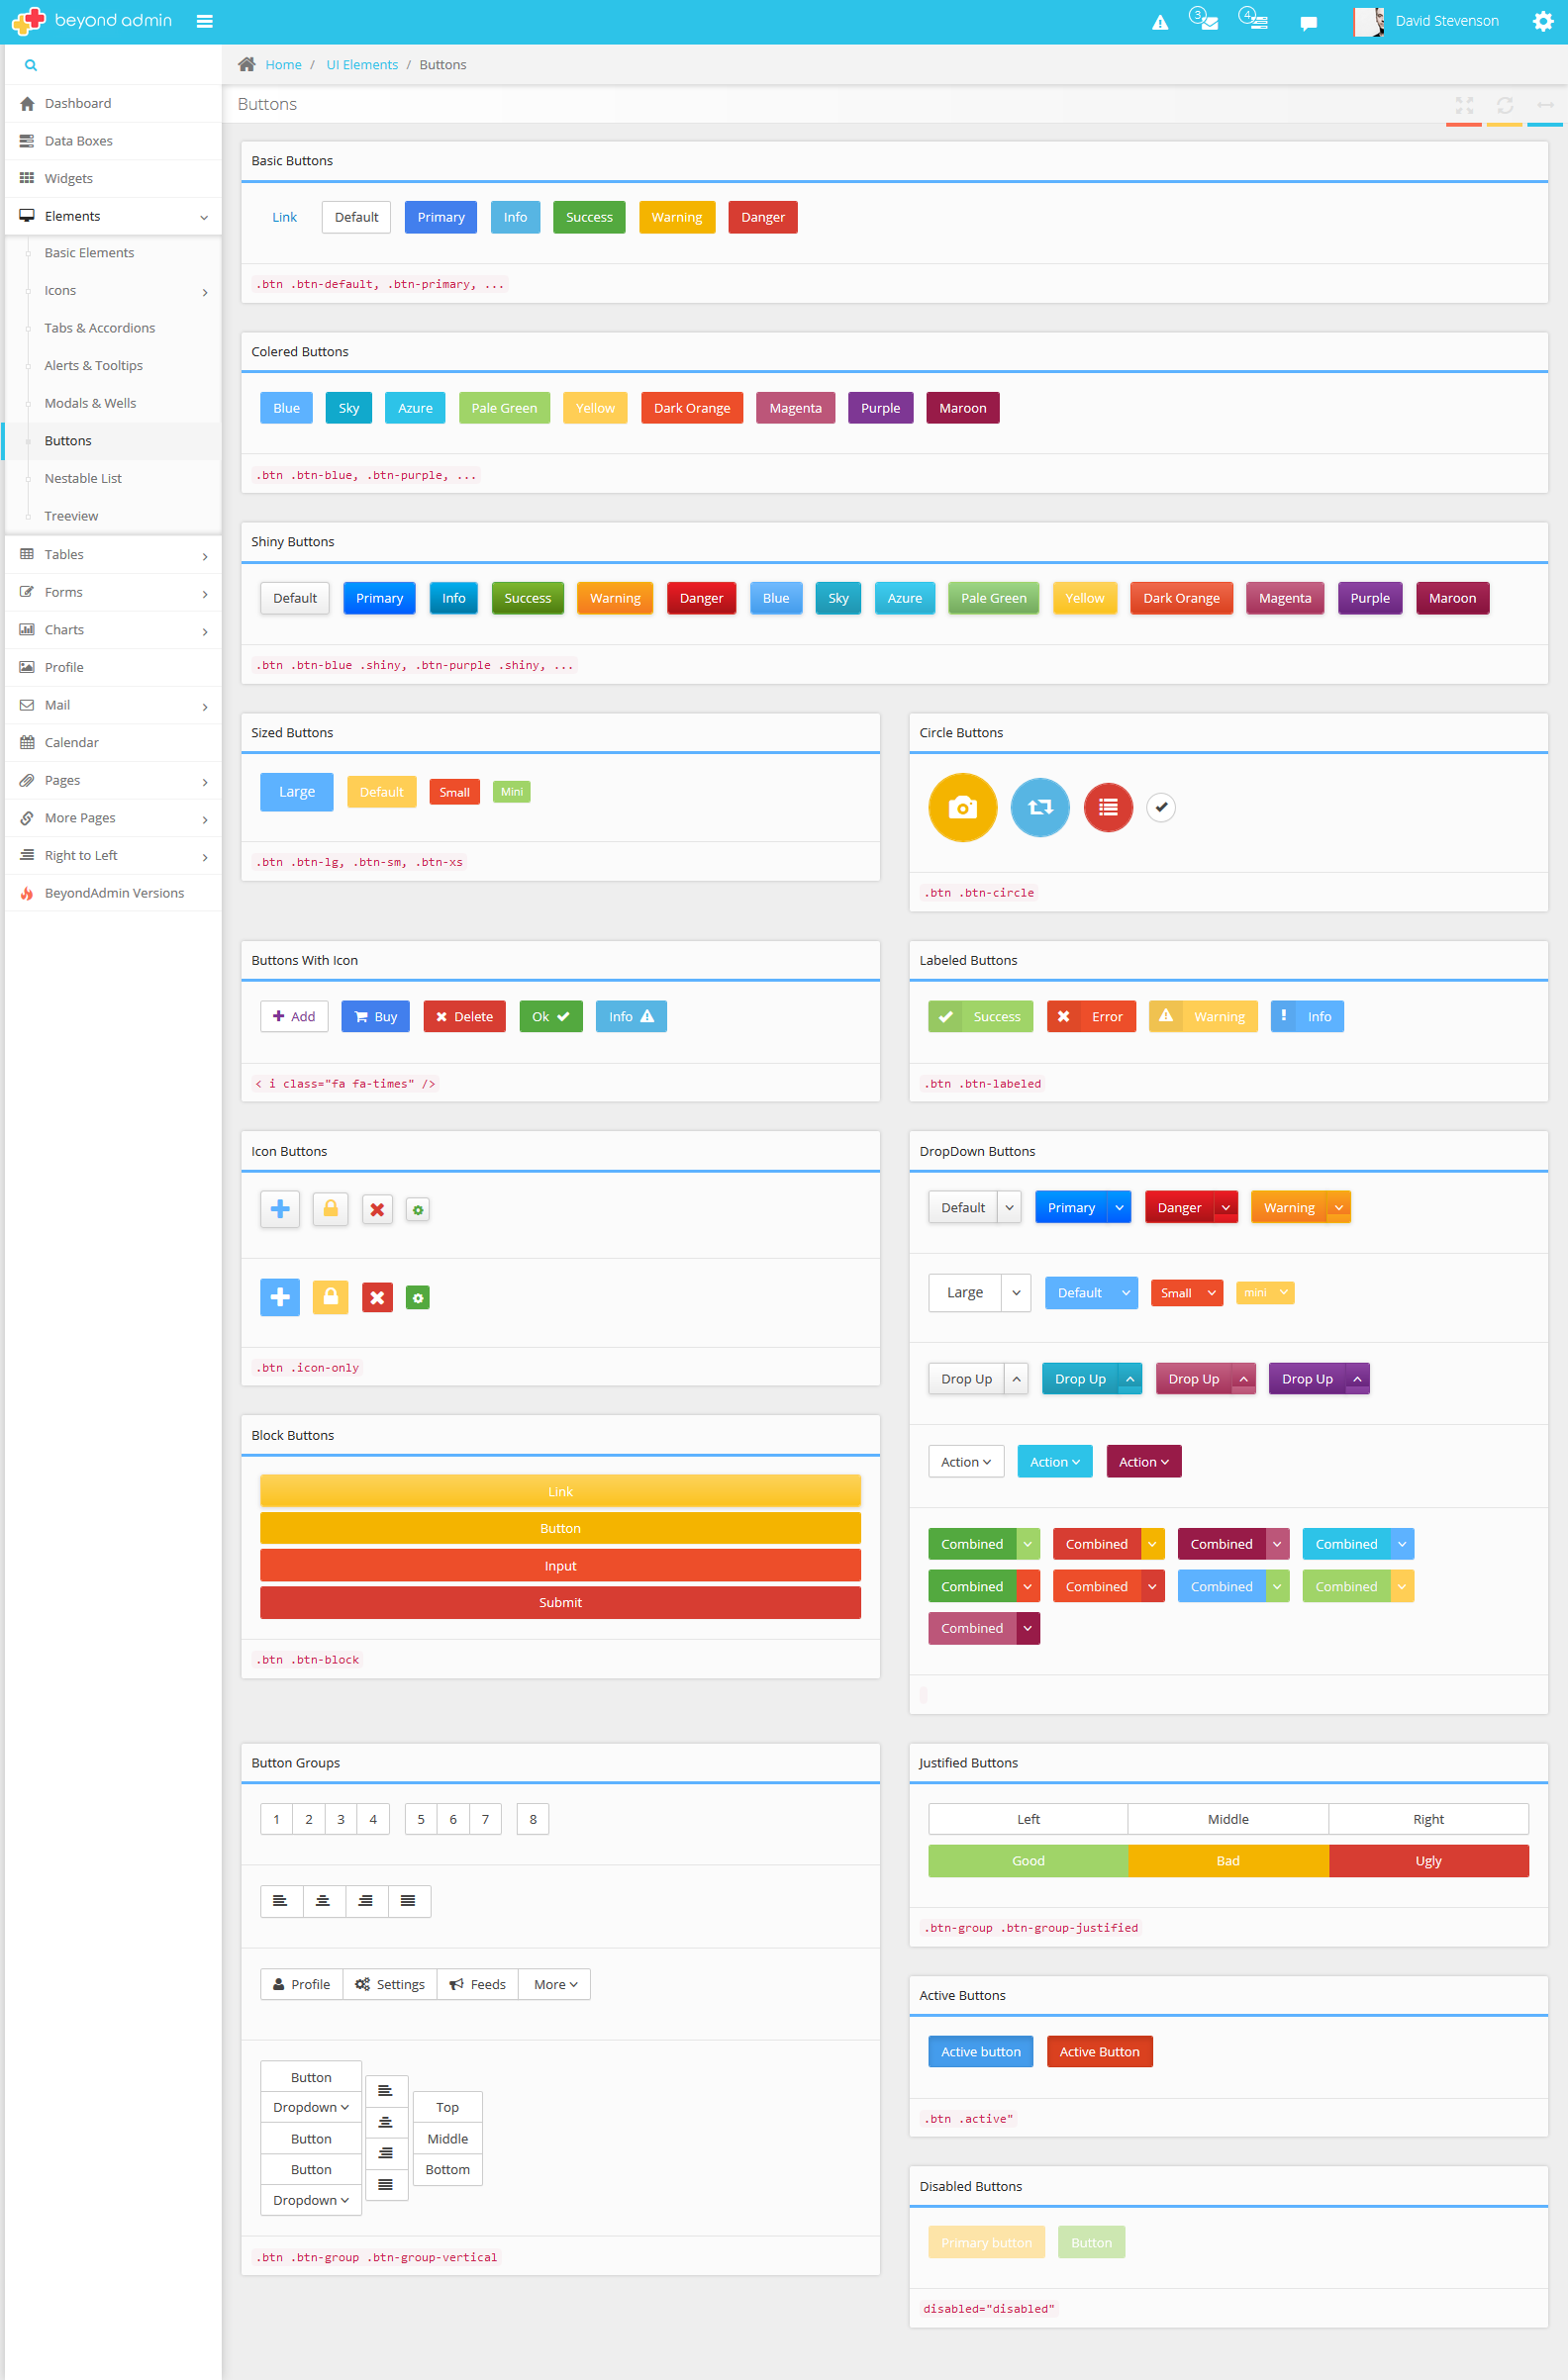 beyond admin
3
4
David Stevenson
Home / UI Elements / Buttons
Dashboard
Data Boxes
Widgets
Elements
Basic Elements
Icons
Tabs & Accordions
Alerts & Tooltips
Modals & Wells
Buttons
Nestable List
Treeview
Tables
Forms
Charts
Profile
Mail
Calendar
Pages
More Pages
Right to Left
BeyondAdmin Versions
Buttons
Basic Buttons
Link Default Primary Info Success Warning Danger
.btn .btn-default, .btn-primary, ...
Colered Buttons
Blue Sky Azure Pale Green Yellow Dark Orange Magenta Purple Maroon
.btn .btn-blue, .btn-purple, ...
Shiny Buttons
Default Primary Info Success Warning Danger Blue Sky Azure Pale Green Yellow Dark Orange Magenta Purple Maroon
.btn .btn-blue .shiny, .btn-purple .shiny, ...
Sized Buttons
Large Default Small Mini
.btn .btn-lg, .btn-sm, .btn-xs
Circle Buttons
.btn .btn-circle
Buttons With Icon
Add Buy Delete Ok Info
< i class="fa fa-times" />
Labeled Buttons
Success Error Warning Info
.btn .btn-labeled
Icon Buttons
.btn .icon-only
Block Buttons
Link
Button
Input
Submit
.btn .btn-block
DropDown Buttons
Default Primary Danger Warning
Large Default Small mini
Drop Up Drop Up Drop Up Drop Up
Action Action Action
Combined Combined Combined Combined
Combined Combined Combined Combined
Combined
Button Groups
1 2 3 4 5 6 7 8
Profile Settings Feeds More
Button
Dropdown
Button
Button
Dropdown
Top
Middle
Bottom
.btn .btn-group .btn-group-vertical
Justified Buttons
Left Middle Right
Good Bad Ugly
.btn-group .btn-group-justified
Active Buttons
Active button Active Button
.btn .active"
Disabled Buttons
Primary button Button
disabled="disabled"